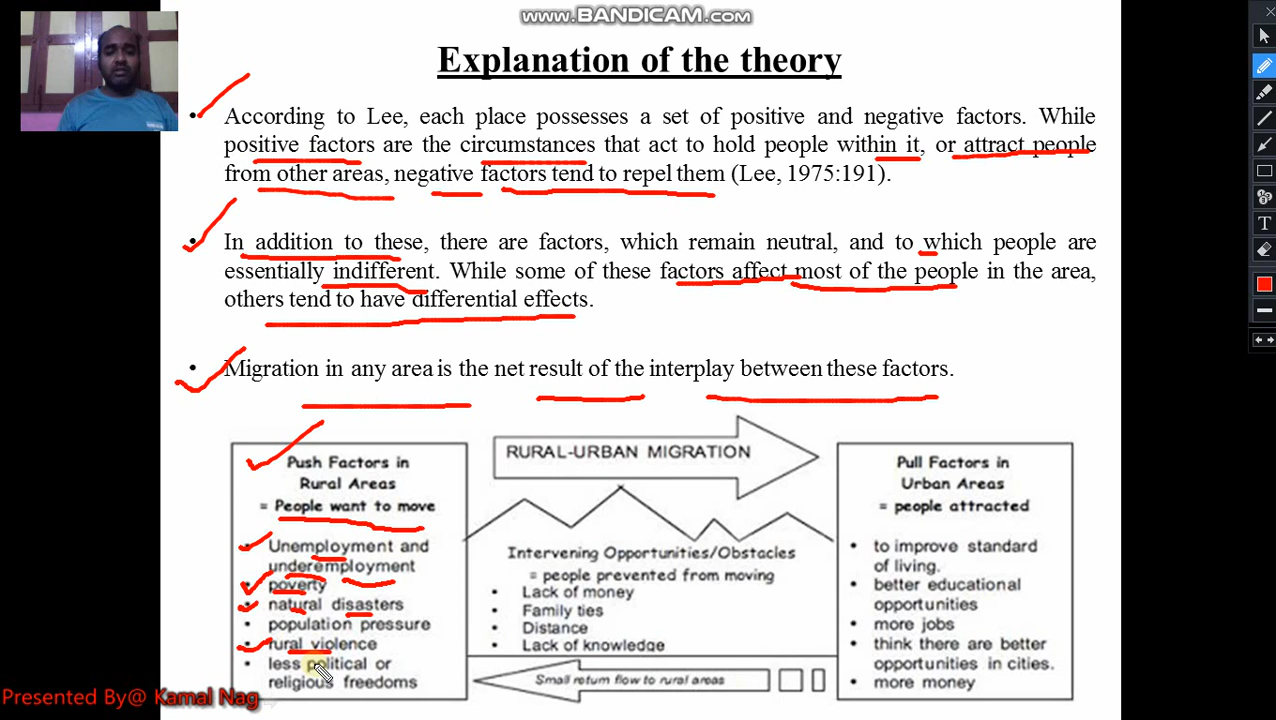 www.BANDICAM.com
Explanation of the theory
• According to Lee, each place possesses a set of positive and negative factors. While
positive factors are the circumstances that act to hold people within it, or attract people
from other areas, negative factors tend to repel them (Lee, 1975:191).
• In addition to these, there are factors, which remain neutral, and to which people are
essentially indifferent. While some of these factors affect most of the people in the area,
others tend to have differential effects.
• Migration in any area is the net result of the interplay between these factors.
Push Factors in
Rural Areas
= People want to move
• Unemployment and
underemployment
• poverty
• natural disasters
• population pressure
• rural violence
• less political or
religious freedoms
RURAL-URBAN MIGRATION
Intervening Opportunities/Obstacles
= people prevented from moving
• Lack of money
• Family ties
• Distance
• Lack of knowledge
Small return flow to rural areas
Pull Factors in
Urban Areas
= people attracted
• to improve standard
of living.
• better educational
opportunities
• more jobs
• think there are better
opportunities in cities.
• more money
Presented By@ Kamal Nag
T